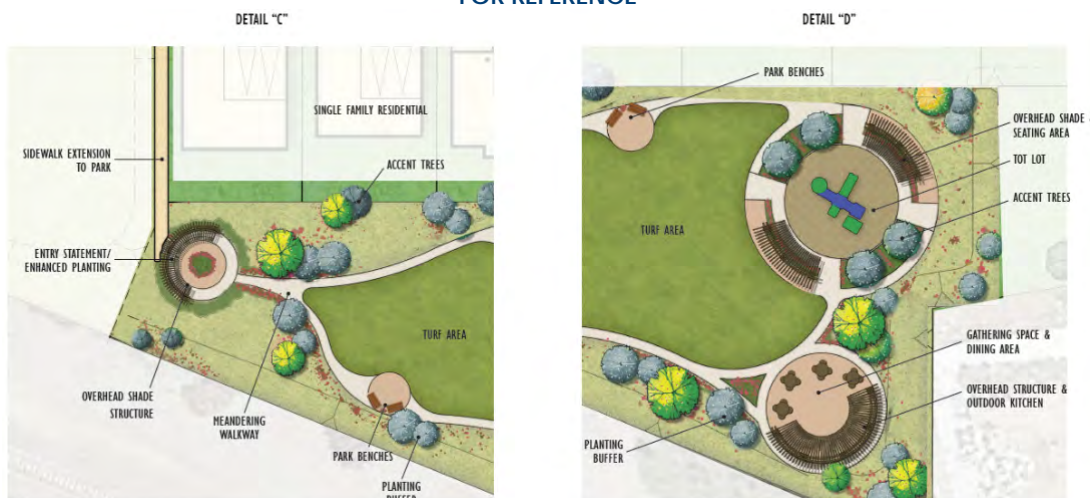 FOR REFERENCE
DETAIL "C"
SINGLE FAMILY RESIDENTIAL
SIDEWALK EXTENSION
TO PARK
ACCENT TREES
ENTRY STATEMENT/
ENHANCED PLANTING
TURF AREA
OVERHEAD SHADE
STRUCTURE
MEANDERING
WALKWAY
PARK BENCHES
PLANTING
BUFFER
DETAIL "D"
PARK BENCHES
OVERHEAD SHADE &
SEATING AREA
TOT LOT
ACCENT TREES
TURF AREA
GATHERING SPACE &
DINING AREA
OVERHEAD STRUCTURE &
OUTDOOR KITCHEN
PLANTING
BUFFER